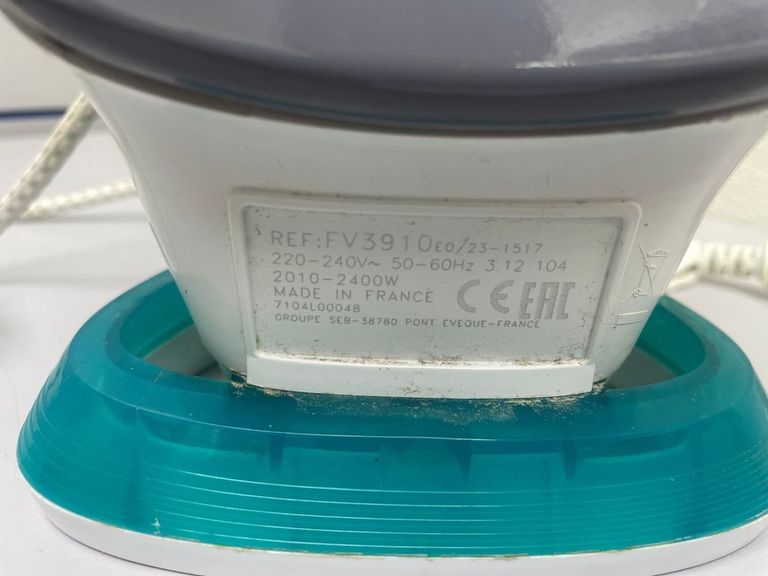 REF:FV3910E0/23-1517
220-240V~ 50-60Hz 3.12 104
2010-2400W
MADE IN FRANCE CE EAC
7104L00048
GROUPE SEB-38780 PONT EVEQUE-FRANCE